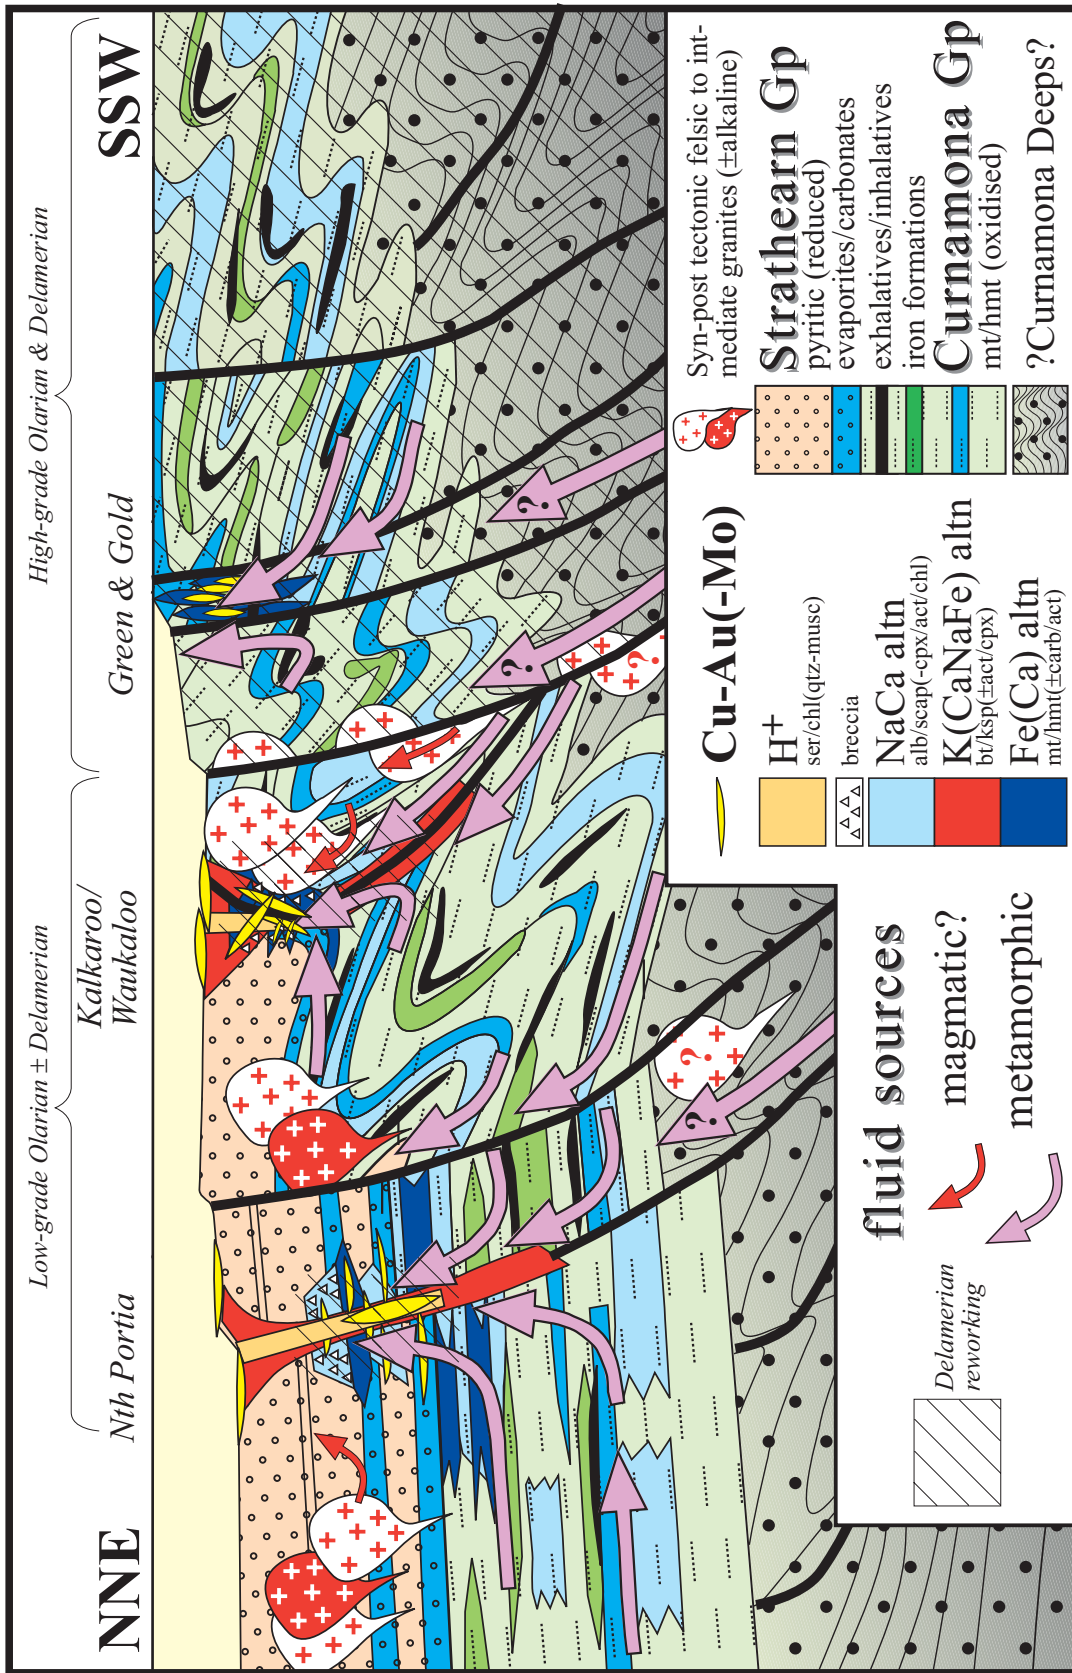 NNE
SSW
Low-grade Olarian ± Delamerian
High-grade Olarian & Delamerian
Nth Portia
Kalkaroo/
Waukaloo
Green & Gold
?
?
?
?
?
Delamerian
reworking
fluid sources
magmatic?
metamorphic
Cu-Au(-Mo)
H+
ser/chl(qtz-musc)
breccia
NaCa altn
alb/scap(-cpx/act/chl)
K(CaNaFe) altn
bt/ksp(±act/cpx)
Fe(Ca) altn
mt/hmt(±carb/act)
Syn-post tectonic felsic to int-
mediate granites (±alkaline)
Strathearn Gp
pyritic (reduced)
evaporites/carbonates
exhalatives/inhalatives
iron formations
Curnamona Gp
mt/hmt (oxidised)
?Curnamona Deeps?